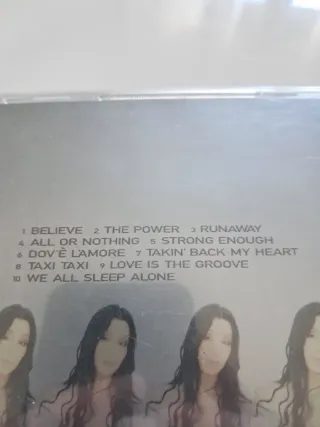 1 BELIEVE 2 THE POWER 3 RUNAWAY
4 ALL OR NOTHING 5 STRONG ENOUGH
6 DOV'È L'AMORE 7 TAKIN' BACK MY HEART
8 TAXI TAXI 9 LOVE IS THE GROOVE
10 WE ALL SLEEP ALONE